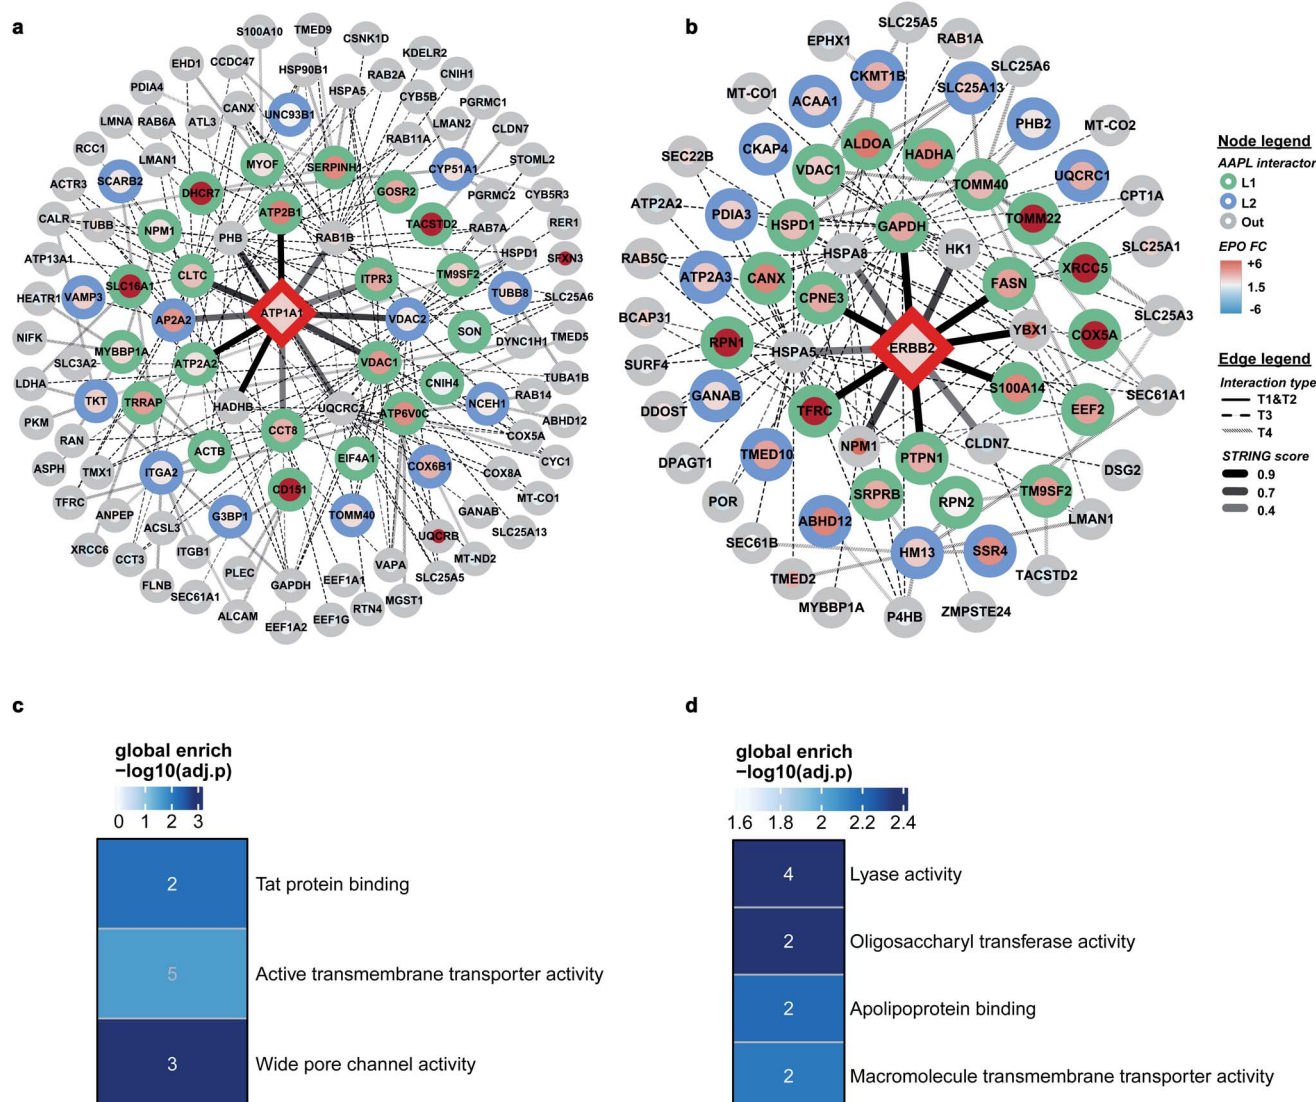 a
S100A10
TMED9
CSNK1D
KDELR2
EHD1
CCDC47
HSP90B1
RAB2A
CNIH1
PDIA4
CANX
UNC93B1
HSPA5
CYB5B
PGRMC1
LMNA
RAB6A
ATL3
RAB11A
LMAN2
CLDN7
RCC1
LMAN1
MYOF
SERPINH1
CYP51A1
STOML2
ACTR3
SCARB2
DHCR7
GOSR2
PGRMC2
CYB5R3
CALR
TUBB
NPM1
ATP2B1
TACSTD2
RAB7A
RER1
PHB
RAB1B
ATP13A1
CLTC
ITPR3
TM9SF2
HSPD1
SFXN3
HEATR1
VAMP3
SLC16A1
TUBB8
SLC25A6
ATP1A1
NIFK
AP2A2
VDAC2
SON
TMED5
SLC3A2
MYBBP1A
ATP2A2
VDAC1
DYNC1H1
LDHA
CNIH4
TUBA1B
PKM
TKT
TRRAP
HADHB
UQCRC2
ATP6V0C
NCEH1
RAB14
RAN
CCT8
ABHD12
ASPH
TMX1
ACTB
EIF4A1
COX6B1
COX5A
CYC1
TFRC
ITGA2
CD151
COX8A
MT-CO1
ANPEP
ACSL3
G3BP1
TOMM40
GANAB
SLC25A13
XRCC6
CCT3
ITGB1
UQCRB
MT-ND2
FLNB
SEC61A1
PLEC
GAPDH
EEF1A1
VAPA
SLC25A5
ALCAM
EEF1A2
EEF1G
RTN4
MGST1
b
SLC25A5
EPHX1
RAB1A
SLC25A6
MT-CO1
CKMT1B
SLC25A13
ACAA1
PHB2
MT-CO2
SEC22B
CKAP4
ALDOA
HADHA
VDAC1
TOMM40
UQCRC1
CPT1A
ATP2A2
PDIA3
HSPD1
GAPDH
TOMM22
SLC25A1
RAB5C
ATP2A3
CANX
HSPA8
HK1
XRCC5
CPNE3
FASN
SLC25A3
BCAP31
YBX1
COX5A
RPN1
HSPA5
ERBB2
SURF4
S100A14
SEC61A1
DDOST
GANAB
TFRC
EEF2
NPM1
CLDN7
DPAGT1
TMED10
PTPN1
DSG2
POR
SRPRB
RPN2
TM9SF2
ABHD12
LMAN1
SEC61B
HM13
SSR4
TMED2
TACSTD2
MYBBP1A
P4HB
ZMPSTE24
Node legend
AAPL interactor
L1
L2
Out
EPO FC
+6
1.5
-6
Edge legend
Interaction type
T1&T2
T3
T4
STRING score
0.9
0.7
0.4
c
global enrich
−log10(adj.p)
0 1 2 3
2 Tat protein binding
5 Active transmembrane transporter activity
3 Wide pore channel activity
d
global enrich
−log10(adj.p)
1.6 1.8 2 2.2 2.4
4 Lyase activity
2 Oligosaccharyl transferase activity
2 Apolipoprotein binding
2 Macromolecule transmembrane transporter activity